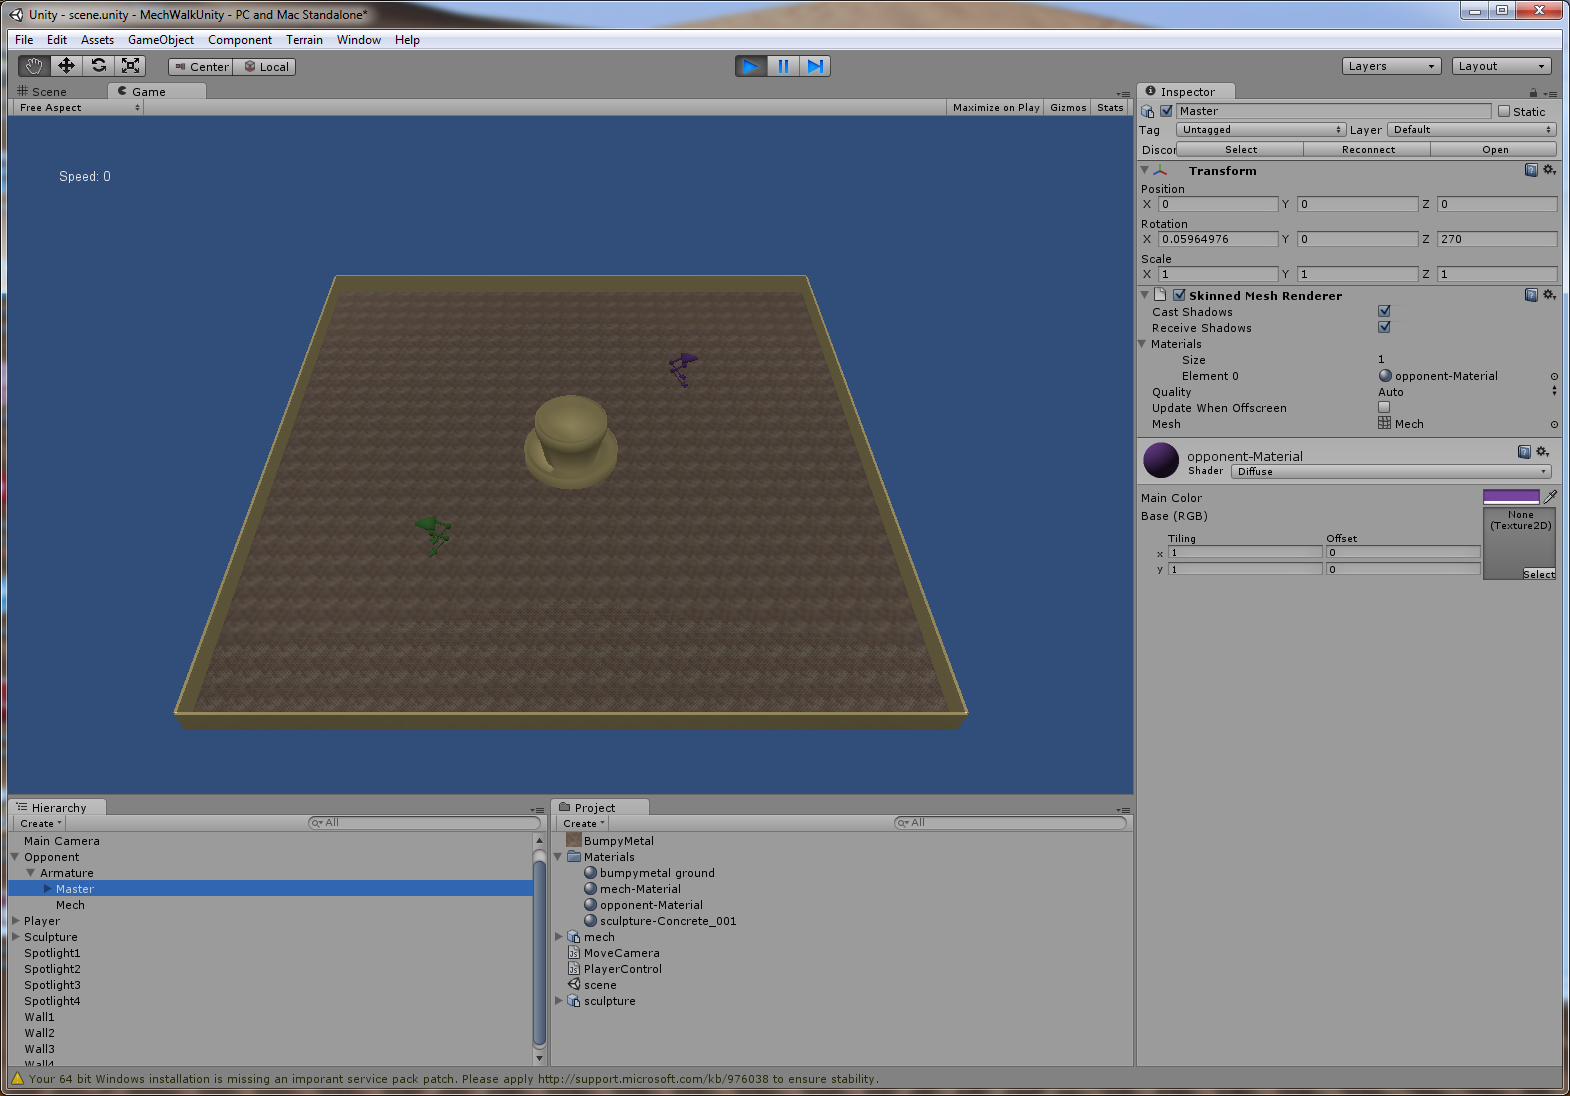 Unity - scene.unity - MechWalkUnity - PC and Mac Standalone*
File Edit Assets GameObject Component Terrain Window Help
Center Local Layers Layout
Scene Game
Free Aspect Maximize on Play Gizmos Stats
Speed: 0
Inspector
Master Static
Tag Untagged Layer Default
Discor Select Reconnect Open
Transform
Position
X 0 Y 0 Z 0
Rotation
X 0.05964976 Y 0 Z 270
Scale
X 1 Y 1 Z 1
Skinned Mesh Renderer
Cast Shadows
Receive Shadows
Materials
Size 1
Element 0 opponent-Material
Quality Auto
Update When Offscreen
Mesh Mech
opponent-Material
Shader Diffuse
Main Color
Base (RGB)
None
(Texture2D)
Tiling Offset
x 1 0
y 1 0
Select
Hierarchy
Create All
Main Camera
Opponent
Armature
Master
Mech
Player
Sculpture
Spotlight1
Spotlight2
Spotlight3
Spotlight4
Wall1
Wall2
Wall3
Wall4
Project
Create All
BumpyMetal
Materials
bumpymetal ground
mech-Material
opponent-Material
sculpture-Concrete_001
mech
MoveCamera
PlayerControl
scene
sculpture
Your 64 bit Windows installation is missing an imporant service pack patch. Please apply http://support.microsoft.com/kb/976038 to ensure stability.